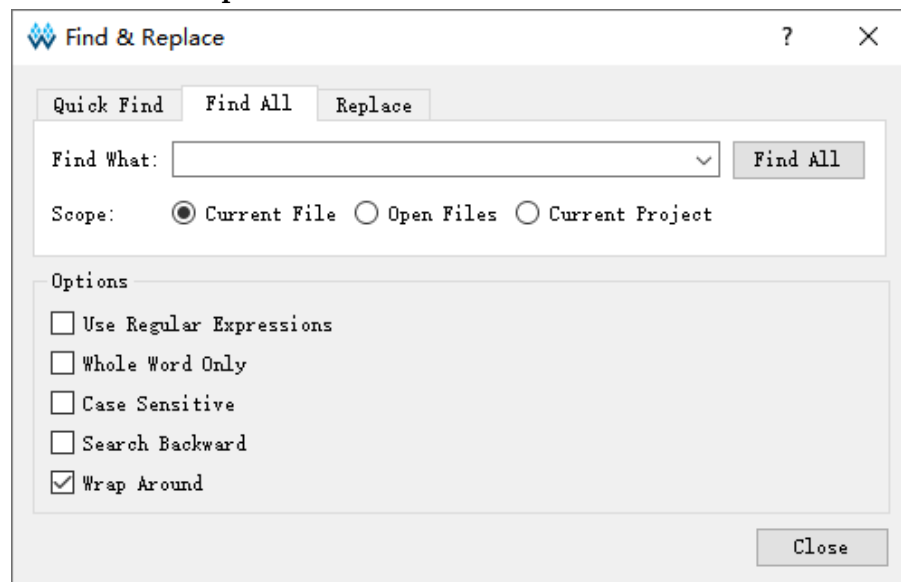 Find & Replace
Quick Find Find All Replace
Find What: Find All
Scope: Current File Open Files Current Project
Options
Use Regular Expressions
Whole Word Only
Case Sensitive
Search Backward
Wrap Around
Close